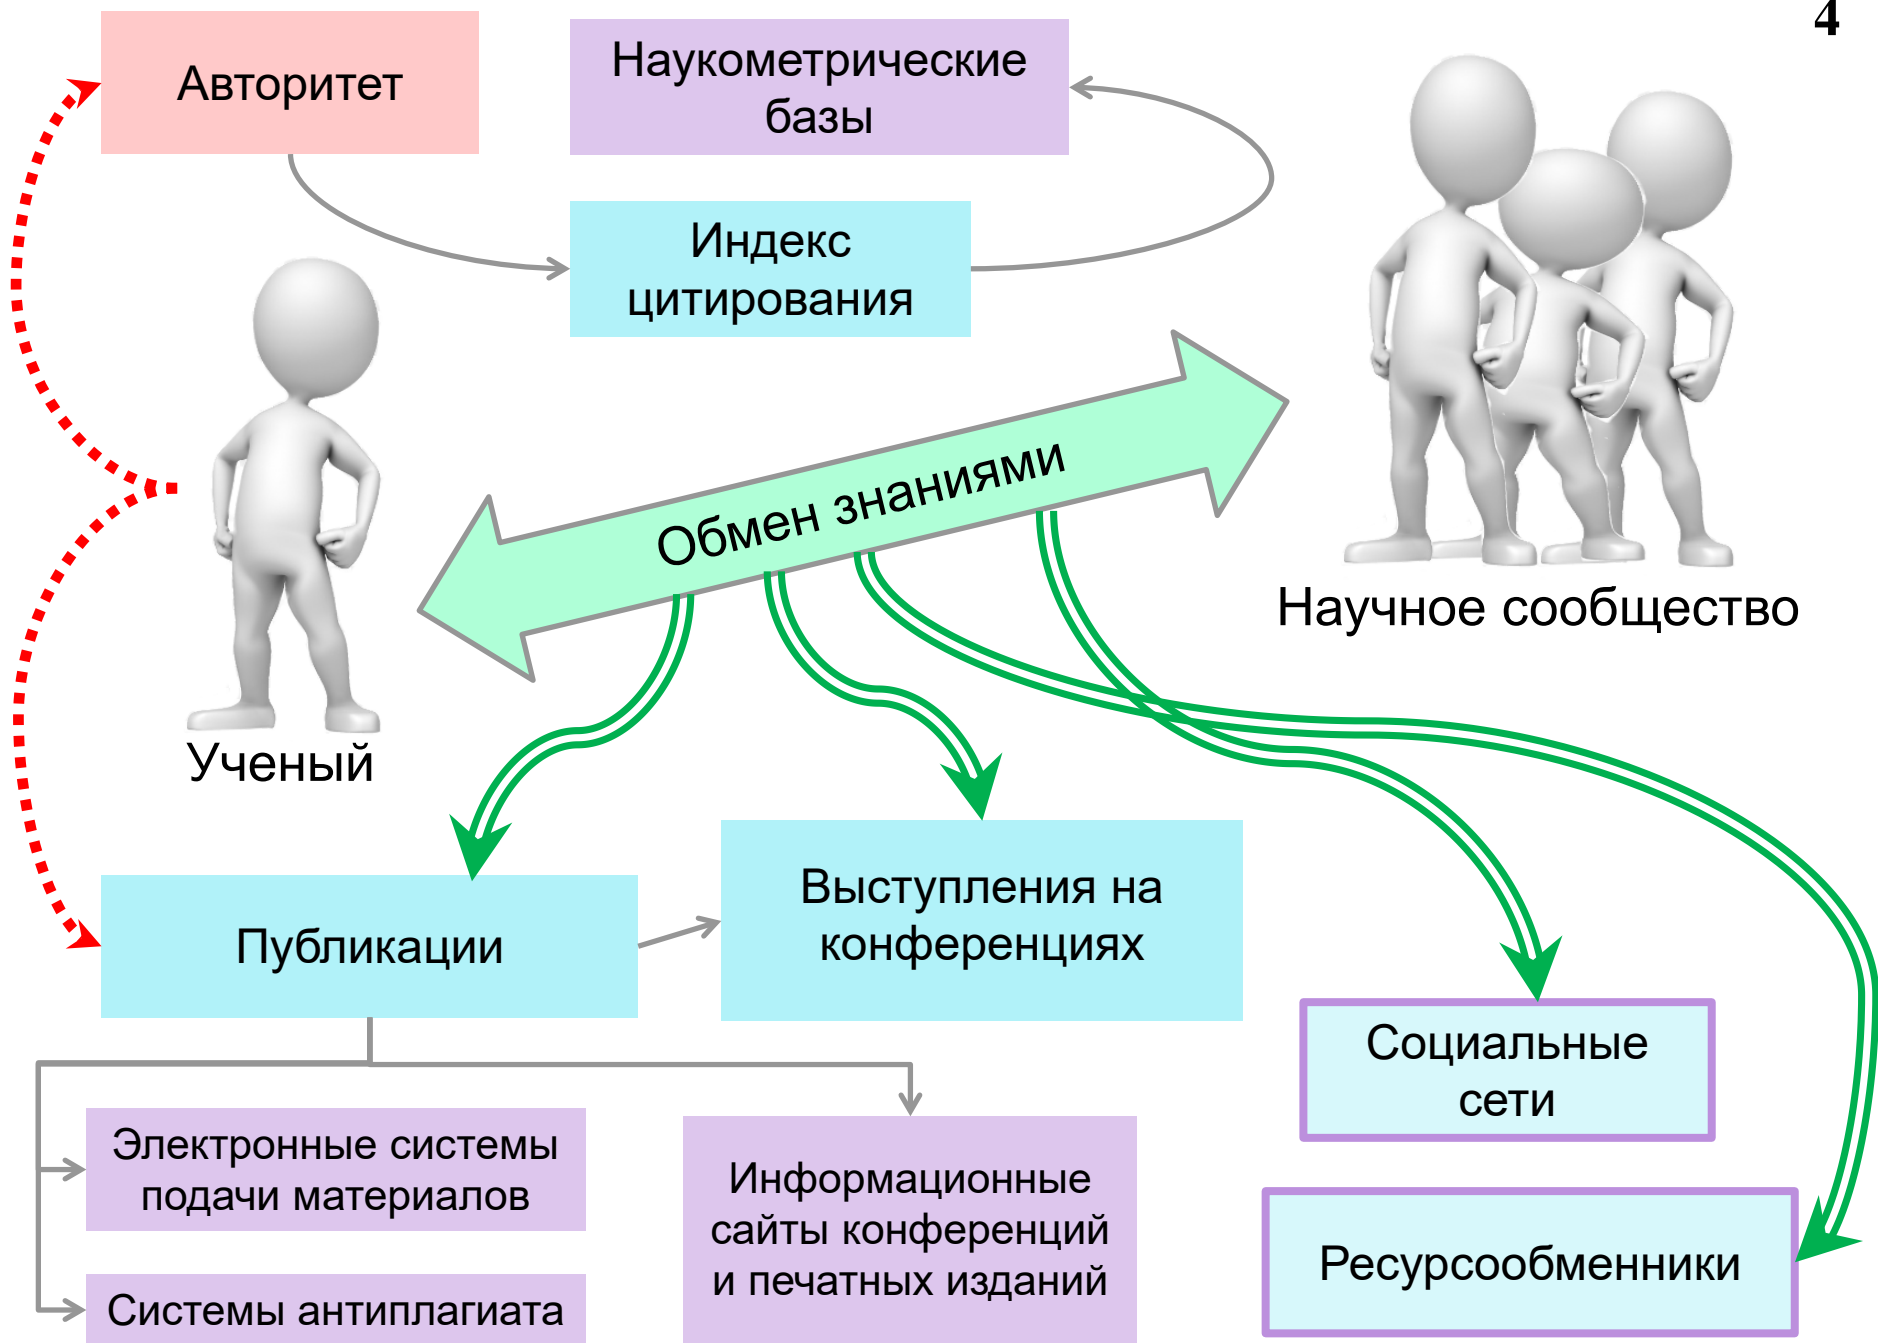 4
Авторитет
Наукометрические
базы
Индекс
цитирования
Обмен знаниями
Научное сообщество
Ученый
Публикации
Выступления на
конференциях
Социальные
сети
Электронные системы
подачи материалов
Информационные
сайты конференций
и печатных изданий
Ресурсообменники
Системы антиплагиата